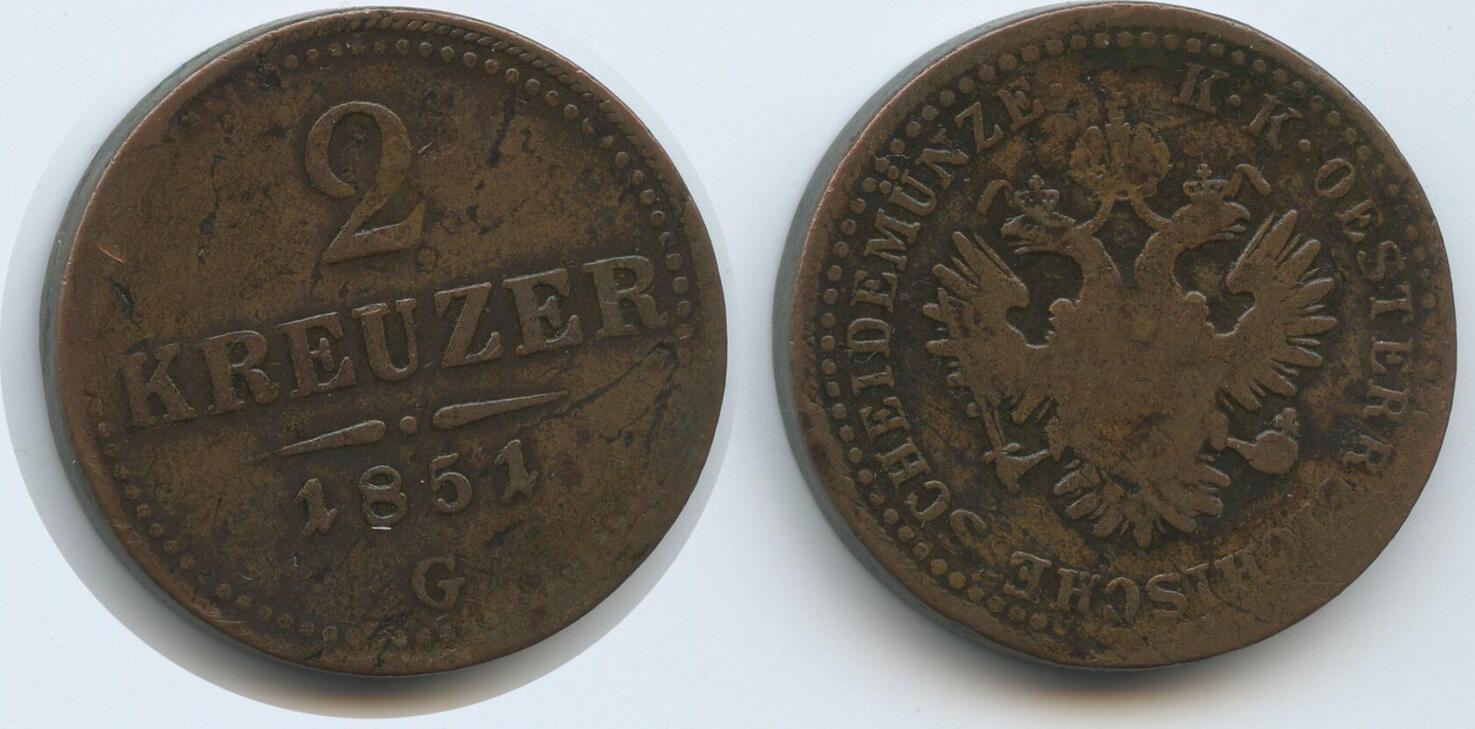 2
KREUZER
1851
G
K. K. OESTERREICHISCHE SCHEIDEMÜNZE